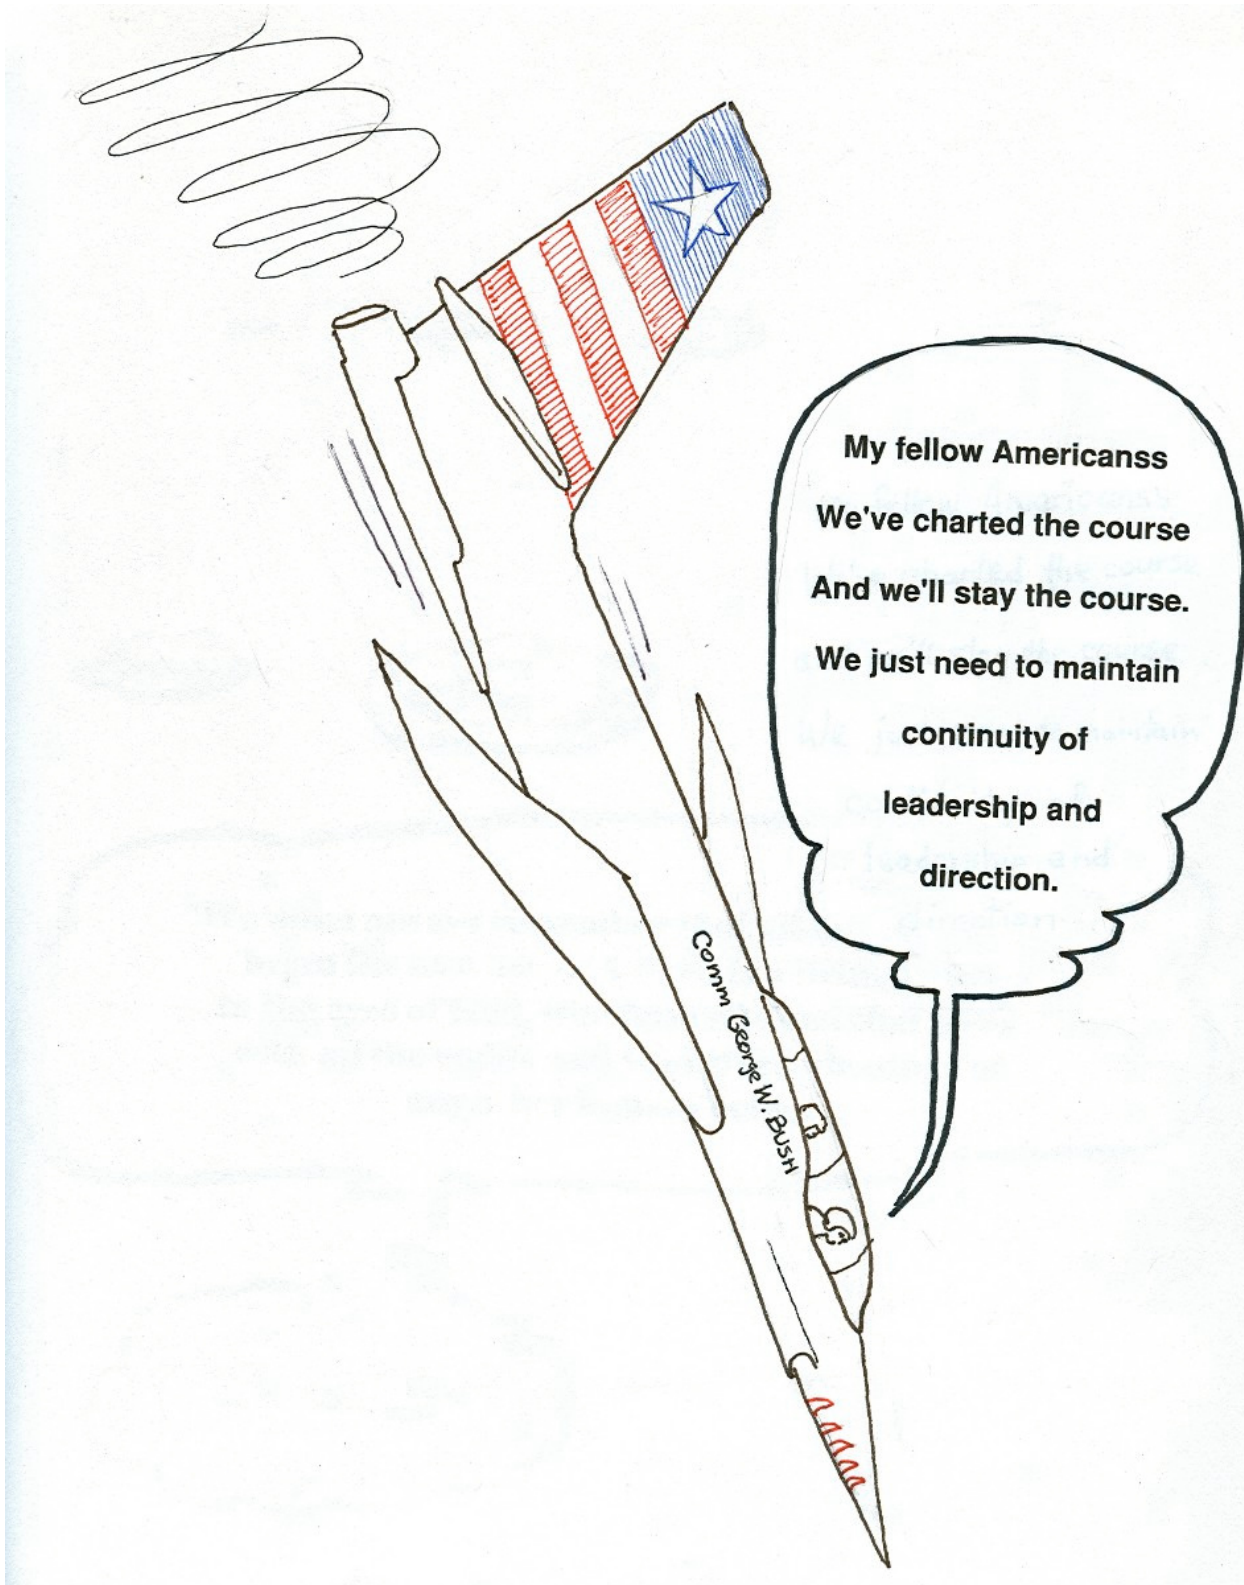 My fellow Americanss
We've charted the course
And we'll stay the course.
We just need to maintain
continuity of
leadership and
direction.
Comm George W. BUSH